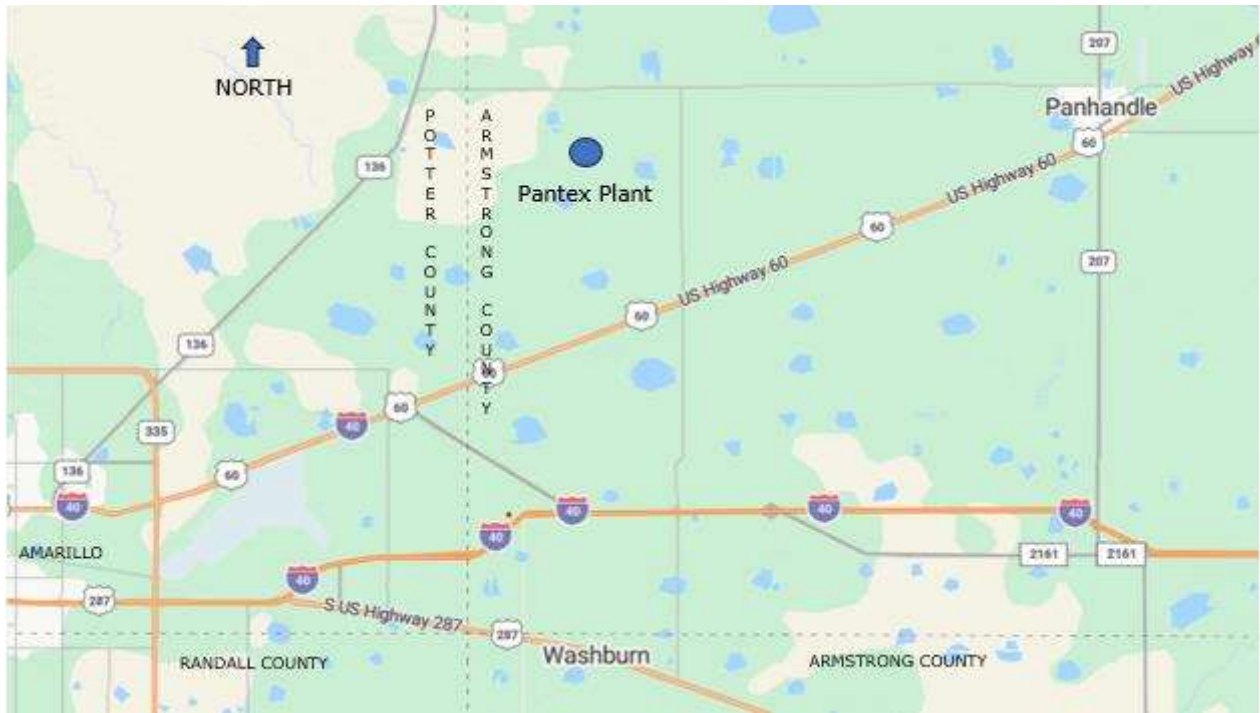 207
NORTH
Panhandle
US Highway 6
60
POTTER COUNTY
ARMSTRONG COUNTY
136
Pantex Plant
US Highway 60
60
207
US Highway 60
60
136
60
60
40
335
60
136
40
40
40
40
AMARILLO
40
2161
2161
40
287
S US Highway 287
287
Washburn
RANDALL COUNTY
ARMSTRONG COUNTY